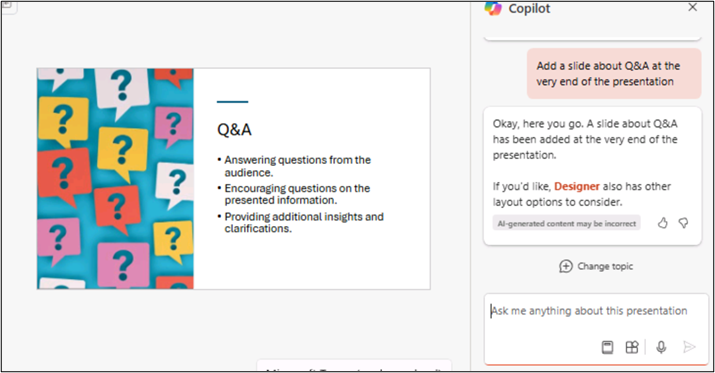 Copilot
Add a slide about Q&A at the
very end of the presentation
Okay, here you go. A slide about Q&A
has been added at the very end of the
presentation.
If you'd like, Designer also has other
layout options to consider.
AI-generated content may be incorrect
Change topic
Ask me anything about this presentation
? ? ? ? ? ? ? ? ? ? ?
Q&A
• Answering questions from the
audience.
• Encouraging questions on the
presented information.
• Providing additional insights and
clarifications.